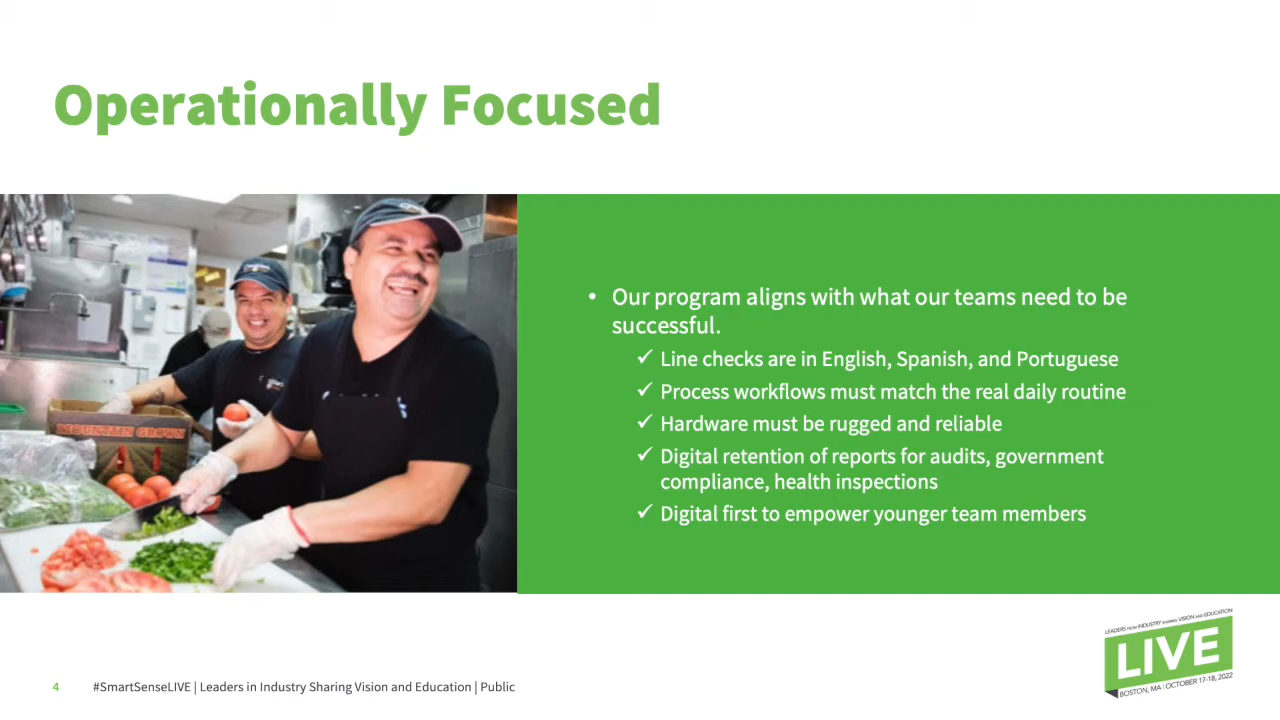 Operationally Focused
MOUNTAIN GROWN
• Our program aligns with what our teams need to be
successful.
✓ Line checks are in English, Spanish, and Portuguese
✓ Process workflows must match the real daily routine
✓ Hardware must be rugged and reliable
✓ Digital retention of reports for audits, government
compliance, health inspections
✓ Digital first to empower younger team members
LEADERS FROM INDUSTRY SHARING VISION AND EDUCATION
LIVE
BOSTON, MA | OCTOBER 17-18, 2022
4 #SmartSenseLIVE | Leaders in Industry Sharing Vision and Education | Public